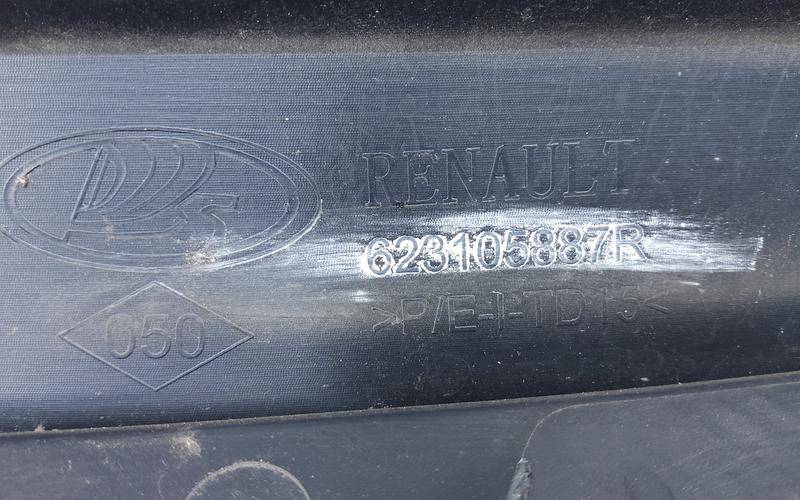 RENAULT
623105887R
>P/E-I-TD15<
050